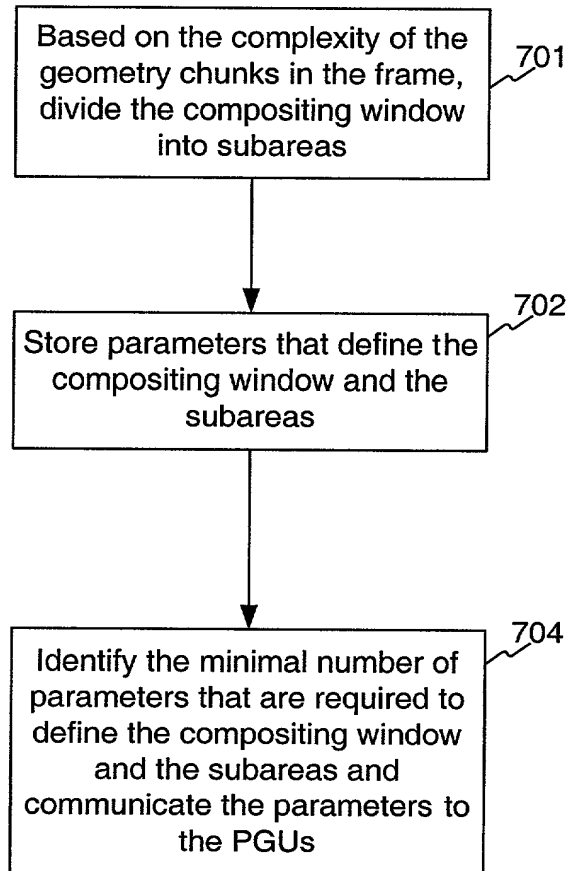 Based on the complexity of the
geometry chunks in the frame,
divide the compositing window
into subareas
701
702
Store parameters that define the
compositing window and the
subareas
704
Identify the minimal number of
parameters that are required to
define the compositing window
and the subareas and
communicate the parameters to
the PGUs